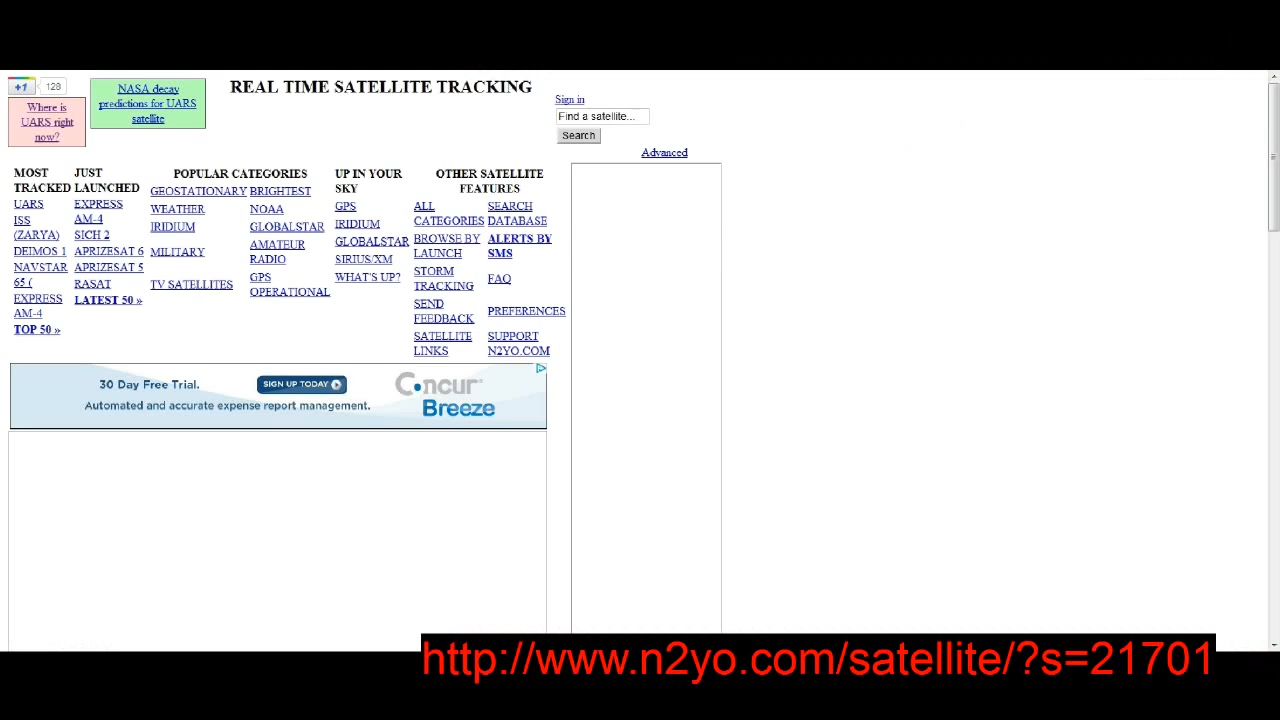 +1 128
Where is
UARS right
now?
NASA decay
predictions for UARS
satellite
REAL TIME SATELLITE TRACKING
Sign in
Find a satellite...
Search
Advanced
MOST
TRACKED
UARS
ISS
(ZARYA)
DEIMOS 1
NAVSTAR
65 (
EXPRESS
AM-4
TOP 50 »
JUST
LAUNCHED
EXPRESS
AM-4
SICH 2
APRIZESAT 6
APRIZESAT 5
RASAT
LATEST 50 »
POPULAR CATEGORIES
GEOSTATIONARY BRIGHTEST
WEATHER NOAA
IRIDIUM GLOBALSTAR
MILITARY AMATEUR
RADIO
TV SATELLITES GPS
OPERATIONAL
UP IN YOUR
SKY
GPS
IRIDIUM
GLOBALSTAR
SIRIUS/XM
WHAT'S UP?
OTHER SATELLITE
FEATURES
ALL
CATEGORIES
SEARCH
DATABASE
BROWSE BY
LAUNCH
ALERTS BY
SMS
STORM
TRACKING
FAQ
SEND
FEEDBACK
PREFERENCES
SATELLITE
LINKS
SUPPORT
N2YO.COM
30 Day Free Trial.
SIGN UP TODAY
Automated and accurate expense report management.
Concur
Breeze
http://www.n2yo.com/satellite/?s=21701